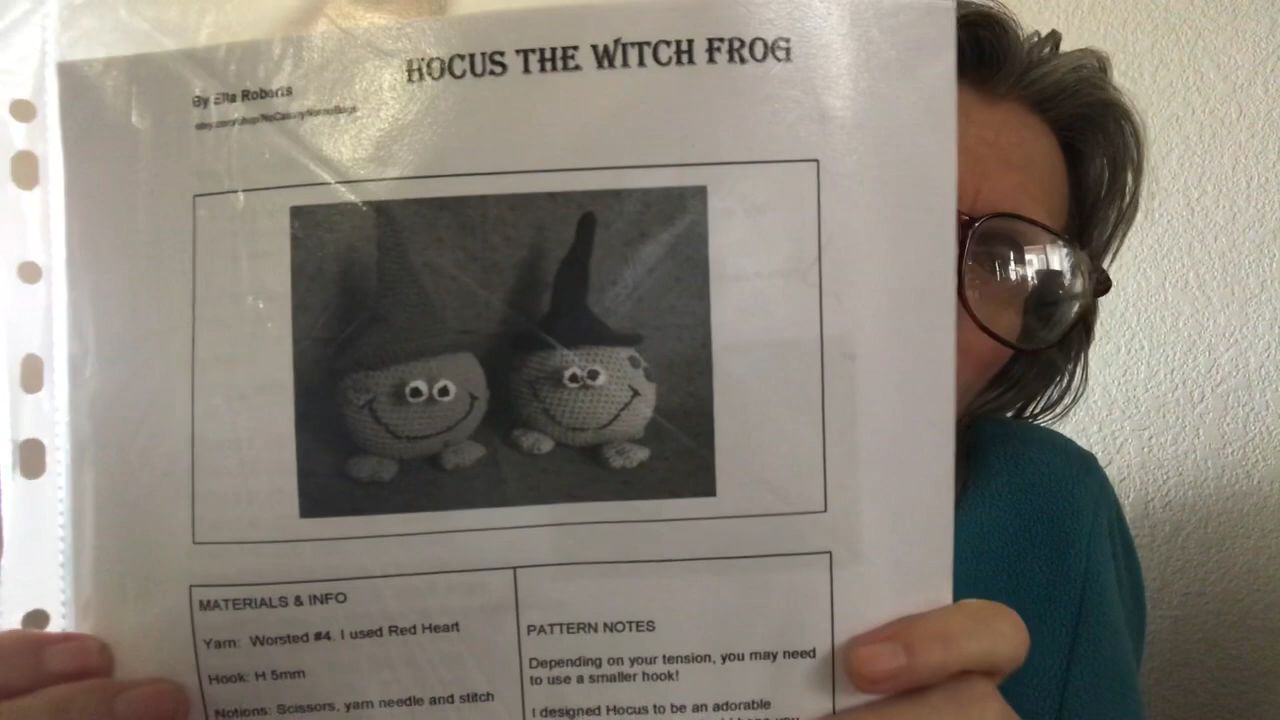 HOCUS THE WITCH FROG
By Ella Roberts
MATERIALS & INFO
Yarn: Worsted #4. I used Red Heart
Hook: H 5mm
Notions: Scissors, yarn needle and stitch
PATTERN NOTES
Depending on your tension, you may need
to use a smaller hook!
I designed Hocus to be an adorable